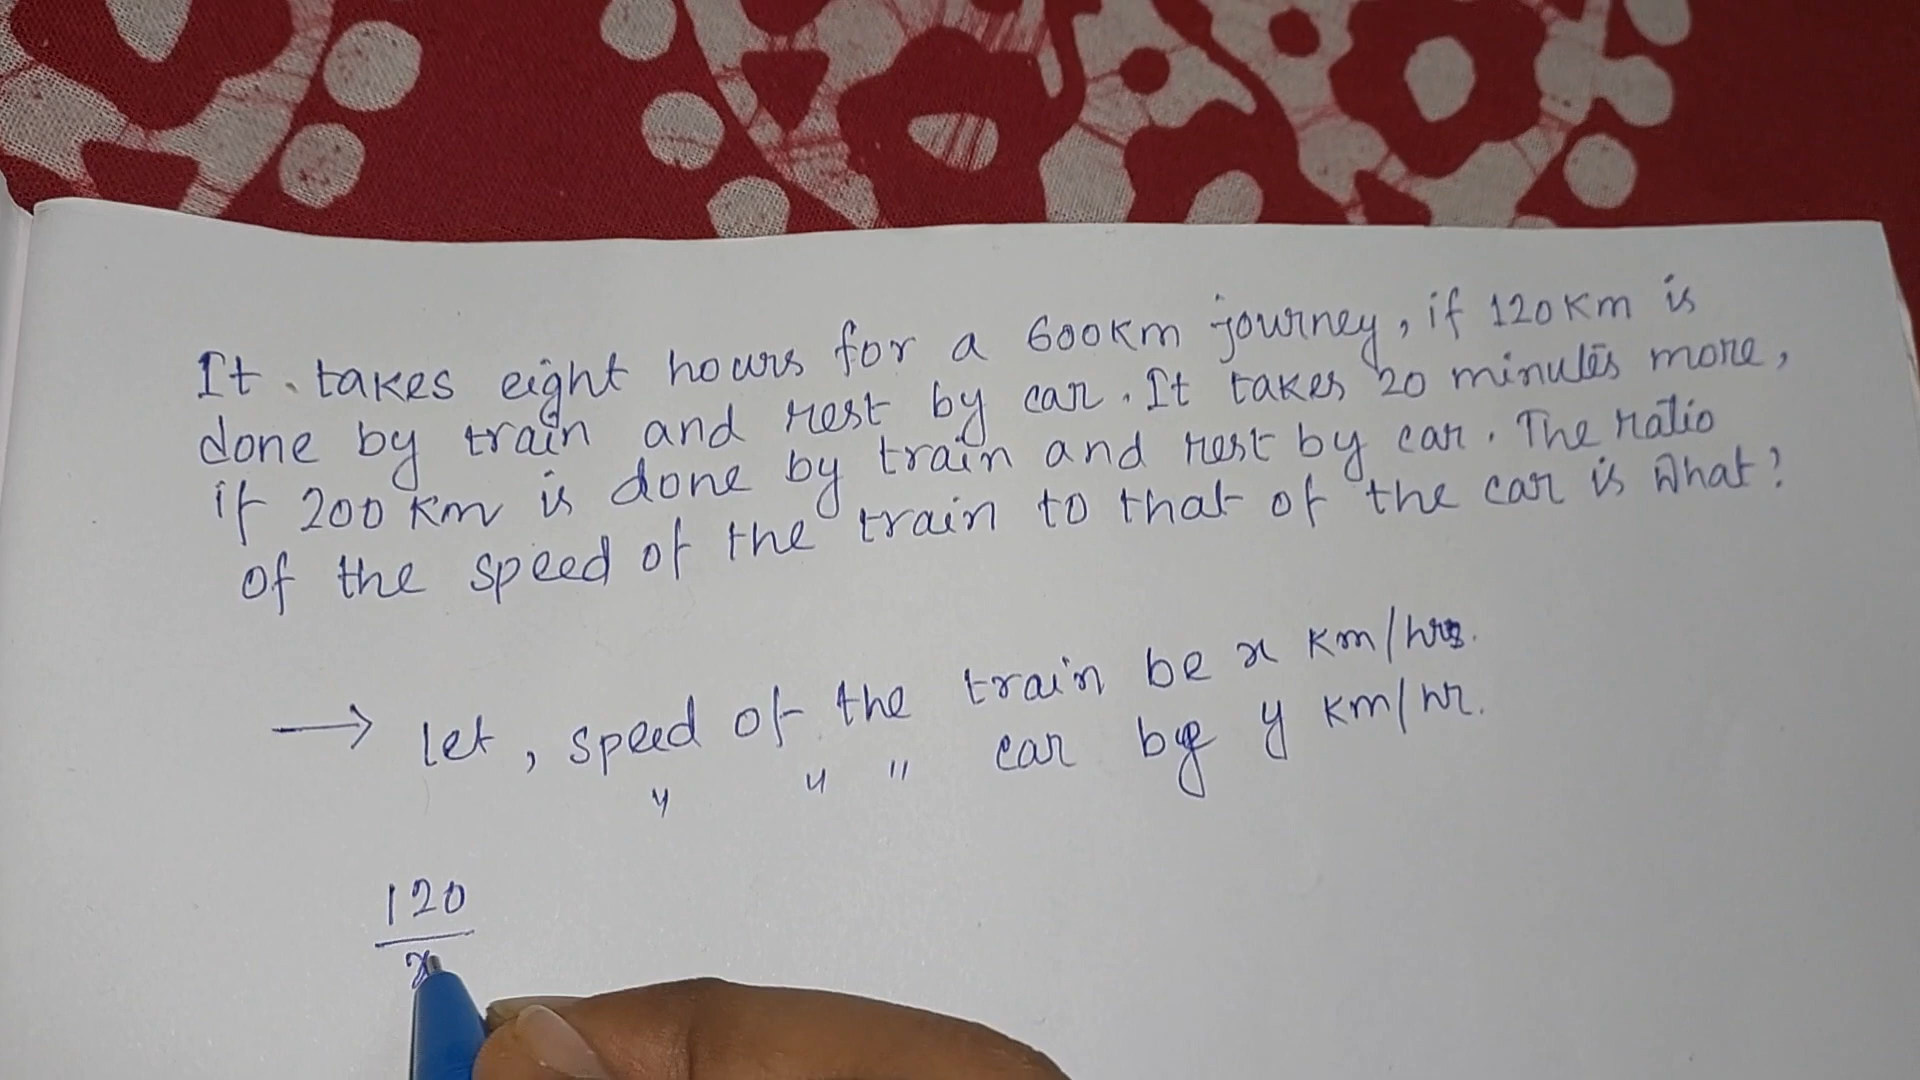 It takes eight hours for a 600km journey, if 120km is
done by train and rest by car. It takes 20 minutes more,
if 200 km is done by train and rest by car. The ratio
of the speed of the train to that of the car is what?
→ let, speed of the train be x km/hrs.
" " " car be y km/hr.
120
x